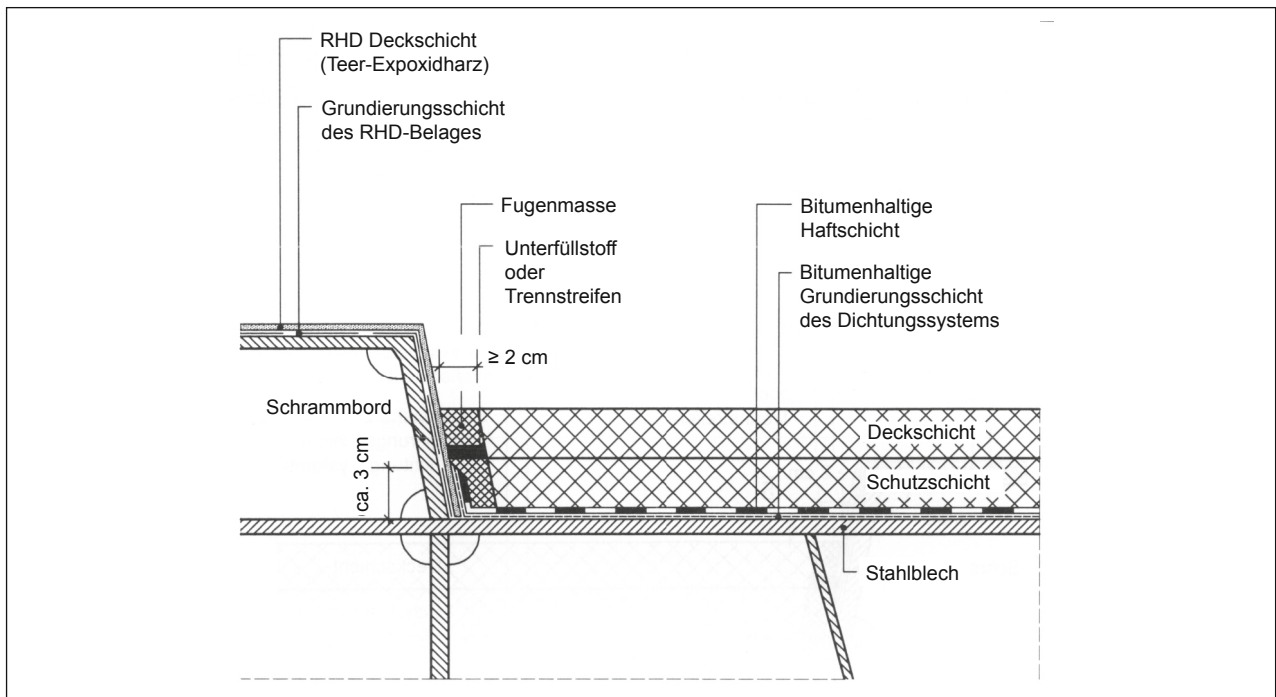 RHD Deckschicht
(Teer-Expoxidharz)
Grundierungsschicht
des RHD-Belages
Fugenmasse
Unterfüllstoff
oder
Trennstreifen
Bitumenhaltige
Haftschicht
Bitumenhaltige
Grundierungsschicht
des Dichtungssystems
≥ 2 cm
Schrammbord
ca. 3 cm
Deckschicht
Schutzschicht
Stahlblech